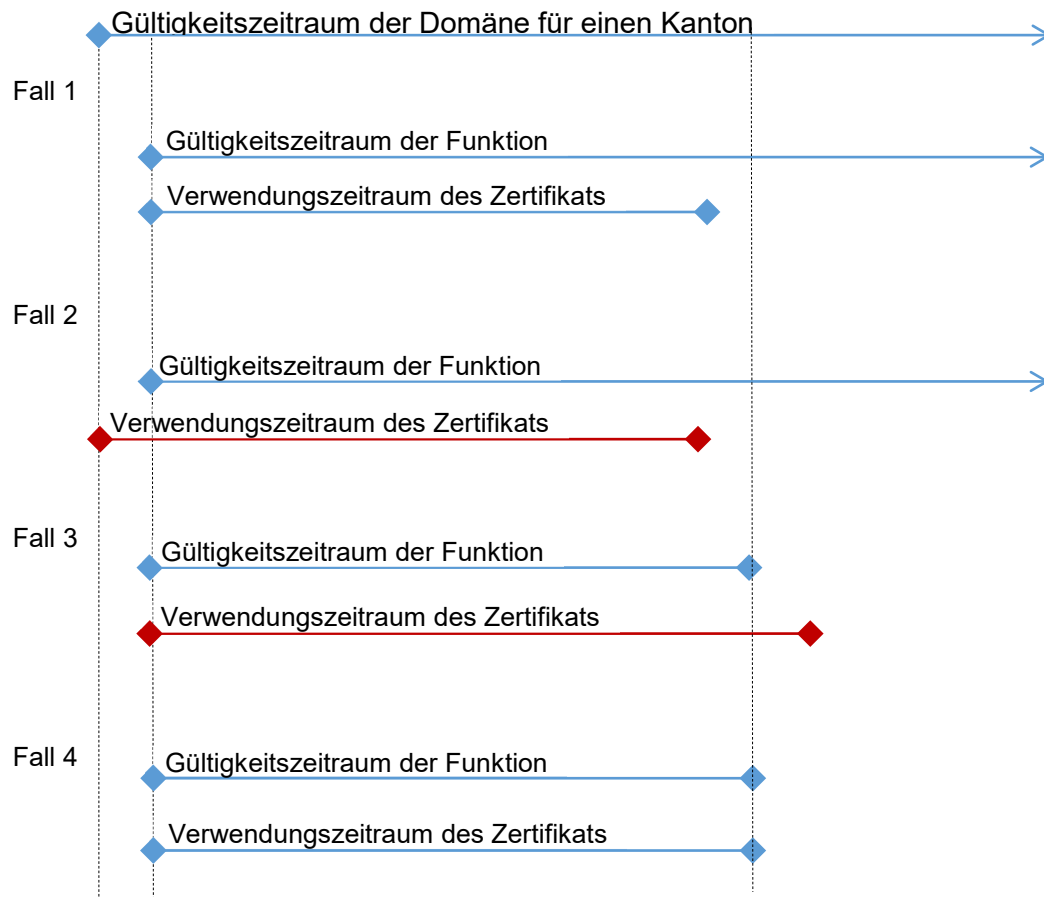 Gültigkeitszeitraum der Domäne für einen Kanton
Fall 1
Gültigkeitszeitraum der Funktion
Verwendungszeitraum des Zertifikats
Fall 2
Gültigkeitszeitraum der Funktion
Verwendungszeitraum des Zertifikats
Fall 3
Gültigkeitszeitraum der Funktion
Verwendungszeitraum des Zertifikats
Fall 4
Gültigkeitszeitraum der Funktion
Verwendungszeitraum des Zertifikats